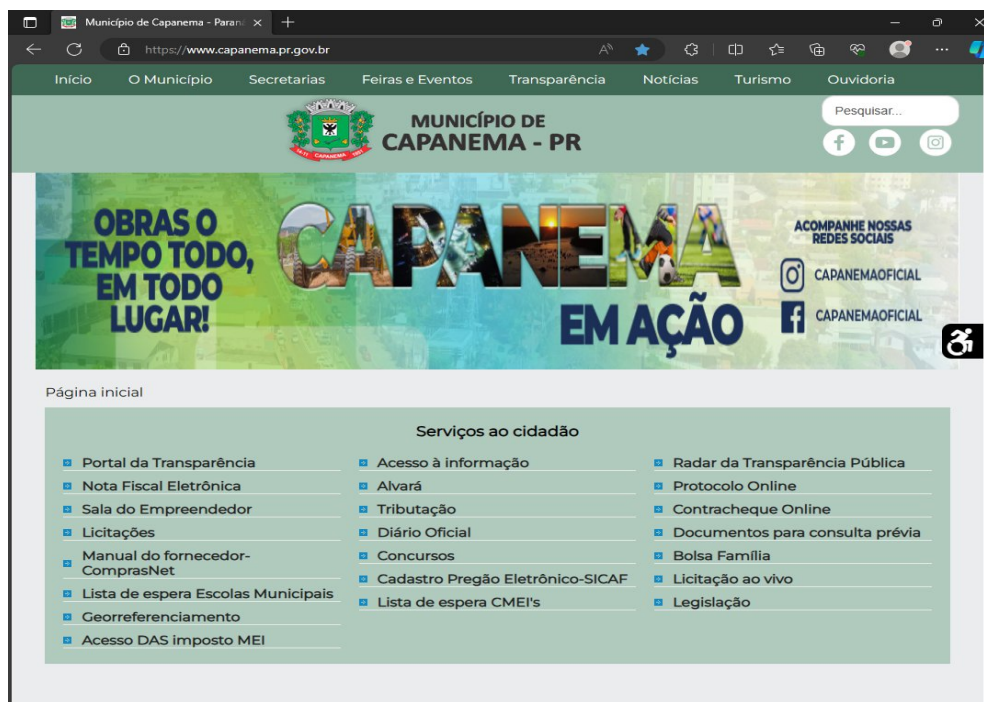 Município de Capanema - Paraná
https://www.capanema.pr.gov.br
Início O Município Secretarias Feiras e Eventos Transparência Notícias Turismo Ouvidoria
MUNICÍPIO DE
CAPANEMA - PR
Pesquisar...
CAPANEMA
OBRAS O
TEMPO TODO,
EM TODO
LUGAR!
CAPANEMA
EM AÇÃO
ACOMPANHE NOSSAS
REDES SOCIAIS
CAPANEMAOFICIAL
CAPANEMAOFICIAL
Página inicial
Serviços ao cidadão
Portal da Transparência
Nota Fiscal Eletrônica
Sala do Empreendedor
Licitações
Manual do fornecedor-
ComprasNet
Lista de espera Escolas Municipais
Georreferenciamento
Acesso DAS imposto MEI
Acesso à informação
Alvará
Tributação
Diário Oficial
Concursos
Cadastro Pregão Eletrônico-SICAF
Lista de espera CMEI's
Radar da Transparência Pública
Protocolo Online
Contracheque Online
Documentos para consulta prévia
Bolsa Família
Licitação ao vivo
Legislação